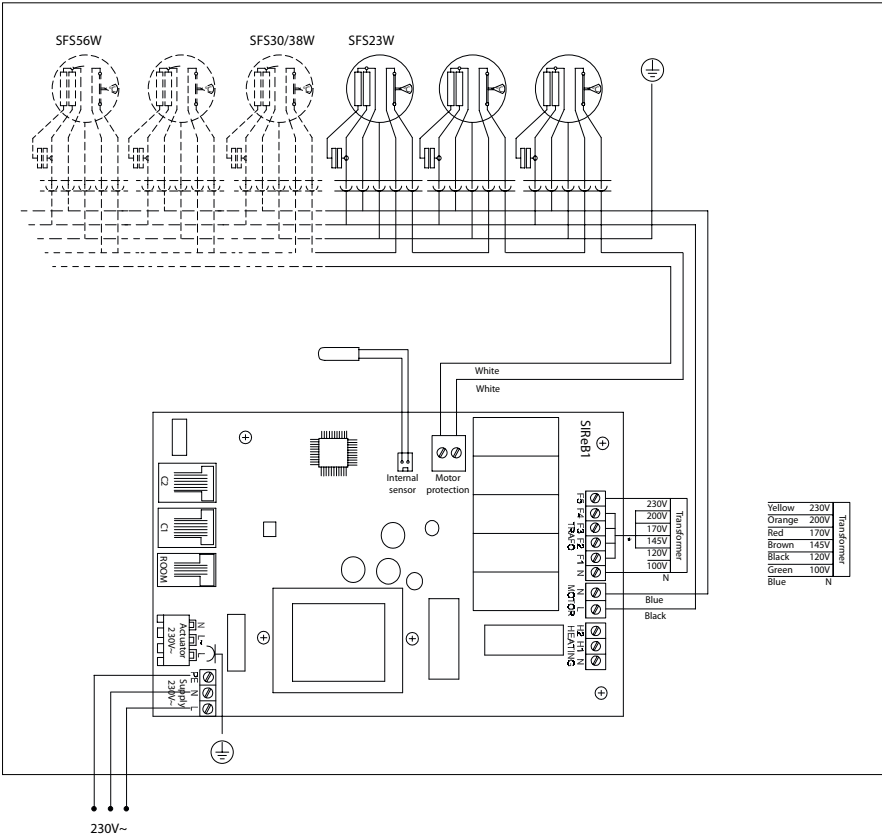 SFS56W
SFS30/38W
SFS23W
White
White
SIReB1
Internal
sensor
Motor
protection
C2
C1
ROOM
F5
F4
F3
F2
F1
N
TRAFO
230V
200V
170V
145V
120V
100V
N
Transformer
*
N
L
MOTOR
Blue
Black
H2
H1
N
HEATING
N
L~
L
Actuator
230V~
PE
N
L
Supply
230V~
Yellow 230V
Orange 200V
Red 170V
Brown 145V
Black 120V
Green 100V
Blue N
Transformer
230V~